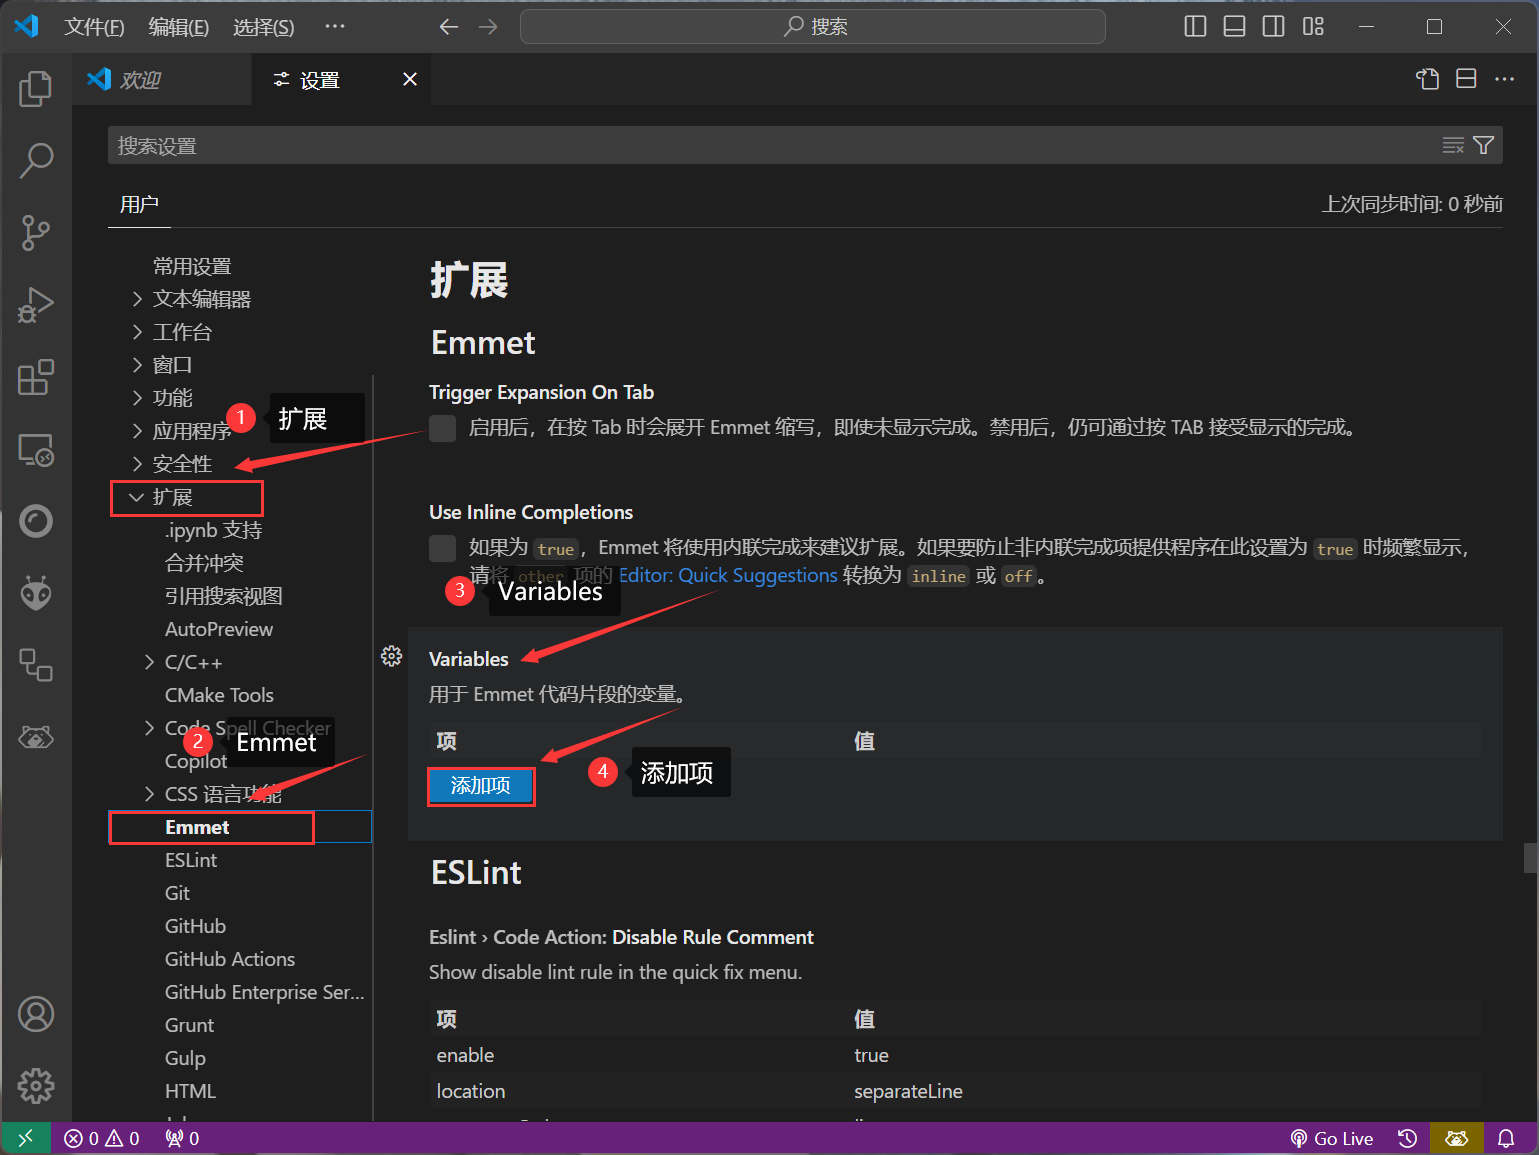 文件(F) 编辑(E) 选择(S) ··· 搜索
欢迎 设置
搜索设置
用户 上次同步时间: 0 秒前
常用设置
文本编辑器
工作台
窗口
功能
应用程序
安全性
扩展
.ipynb 支持
合并冲突
引用搜索视图
AutoPreview
C/C++
CMake Tools
Code Spell Checker
Copilot
CSS 语言功能
Emmet
ESLint
Git
GitHub
GitHub Actions
GitHub Enterprise Ser...
Grunt
Gulp
HTML
1 扩展
2 Emmet
扩展
Emmet
Trigger Expansion On Tab
启用后，在按 Tab 时会展开 Emmet 缩写，即使未显示完成。禁用后，仍可通过按 TAB 接受显示的完成。
Use Inline Completions
如果为 true，Emmet 将使用内联完成来建议扩展。如果要防止非内联完成项提供程序在此设置为 true 时频繁显示，
请将 other 项的 Editor: Quick Suggestions 转换为 inline 或 off。
3 Variables
Variables
用于 Emmet 代码片段的变量。
项 值
添加项
4 添加项
ESLint
Eslint › Code Action: Disable Rule Comment
Show disable lint rule in the quick fix menu.
项 值
enable true
location separateLine
0 0 0 Go Live